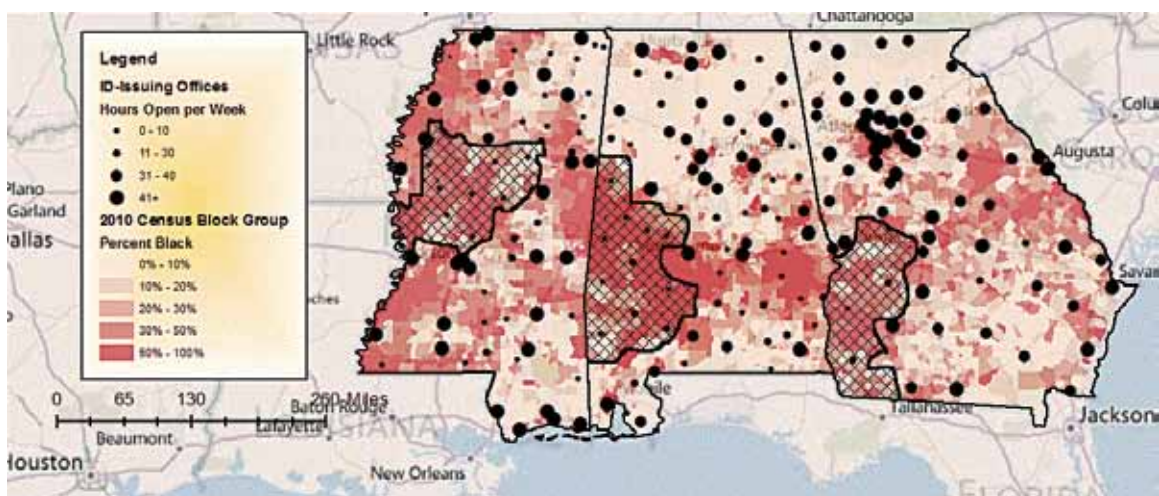 Chattanooga
Little Rock
Legend
ID-Issuing Offices
Hours Open per Week
0 - 10
11 - 30
31 - 40
41+
2010 Census Block Group
Percent Black
0% - 10%
10% - 20%
20% - 30%
30% - 50%
50% - 100%
Augusta
Plano
Garland
allas
Savar
0 65 130 260 Miles
Baton Rouge
Tallahassee
Jackson
Lafayette
Beaumont
Houston
New Orleans